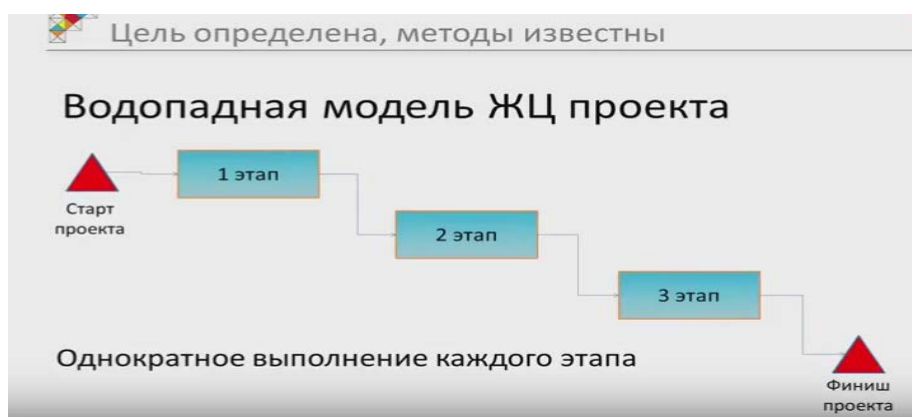 Цель определена, методы известны
Водопадная модель ЖЦ проекта
1 этап
Старт
проекта
2 этап
3 этап
Однократное выполнение каждого этапа
Финиш
проекта